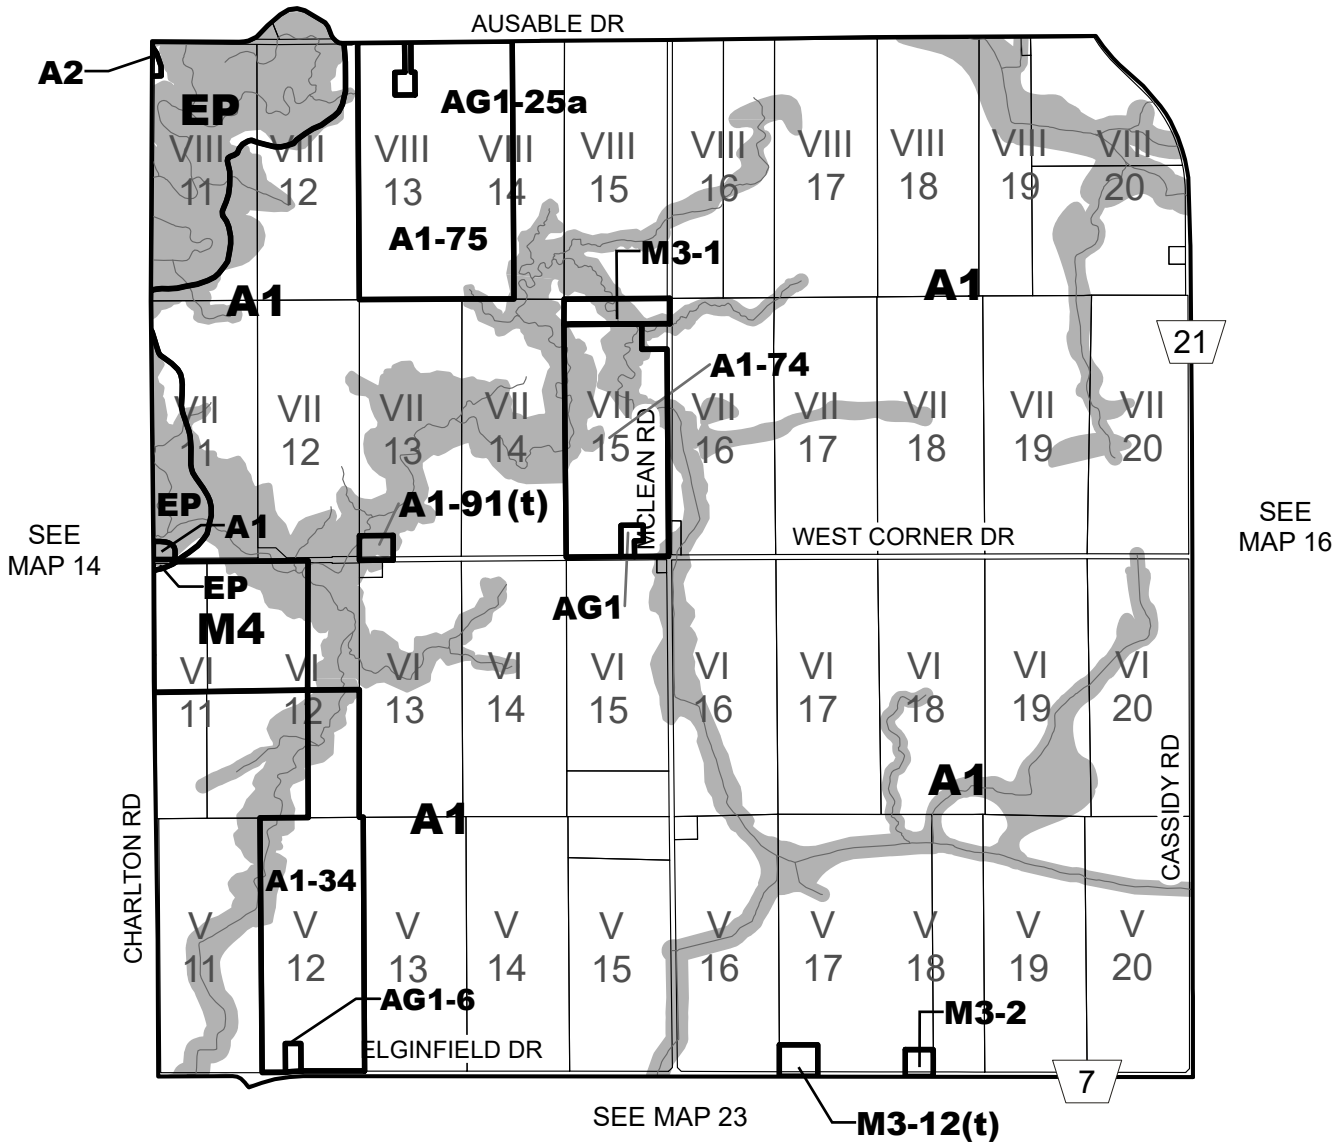 AUSABLE DR
A2
EP
AG1-25a
VIII
11
VIII
12
VIII
13
VIII
14
VIII
15
VIII
16
VIII
17
VIII
18
VIII
19
VIII
20
A1-75
M3-1
A1
A1
21
A1-74
VII
11
VII
12
VII
13
VII
14
VII
15
VII
16
VII
17
VII
18
VII
19
VII
20
MCLEAN RD
EP
A1
A1-91(t)
WEST CORNER DR
SEE
MAP 14
SEE
MAP 16
EP
AG1
M4
VI
11
VI
12
VI
13
VI
14
VI
15
VI
16
VI
17
VI
18
VI
19
VI
20
A1
A1
CHARLTON RD
CASSIDY RD
A1-34
V
11
V
12
V
13
V
14
V
15
V
16
V
17
V
18
V
19
V
20
AG1-6
M3-2
ELGINFIELD DR
7
SEE MAP 23
M3-12(t)